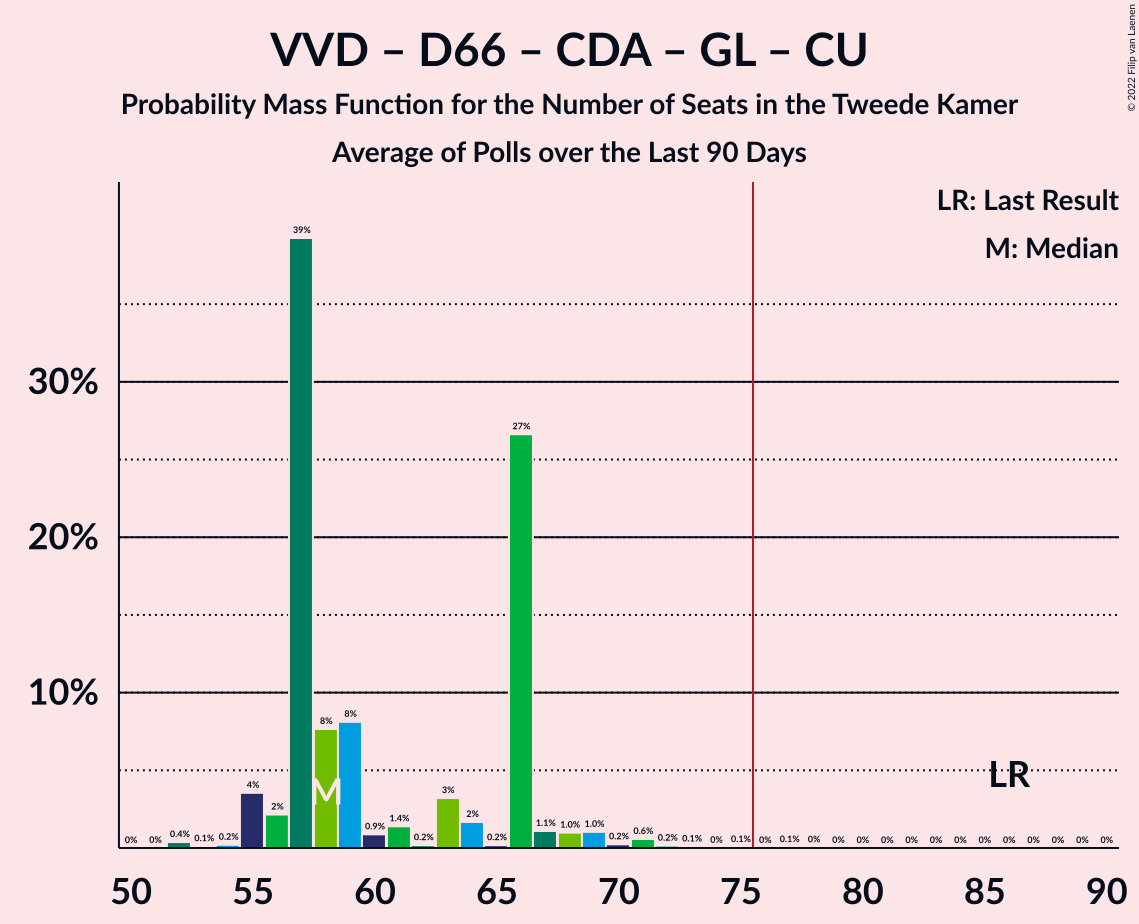 VVD – D66 – CDA – GL – CU
Probability Mass Function for the Number of Seats in the Tweede Kamer
Average of Polls over the Last 90 Days
© 2022 Filip van Laenen
LR: Last Result
M: Median
30%
20%
10%
0% 0% 0.4% 0.1% 0.2% 4% 2% 39% 8% 8% 0.9% 1.4% 0.2% 3% 2% 0.2% 27% 1.1% 1.0% 1.0% 0.2% 0.6% 0.2% 0.1% 0% 0.1% 0% 0.1% 0% 0% 0% 0% 0% 0% 0% 0% 0% 0% 0% 0% 0%
M
LR
50 55 60 65 70 75 80 85 90